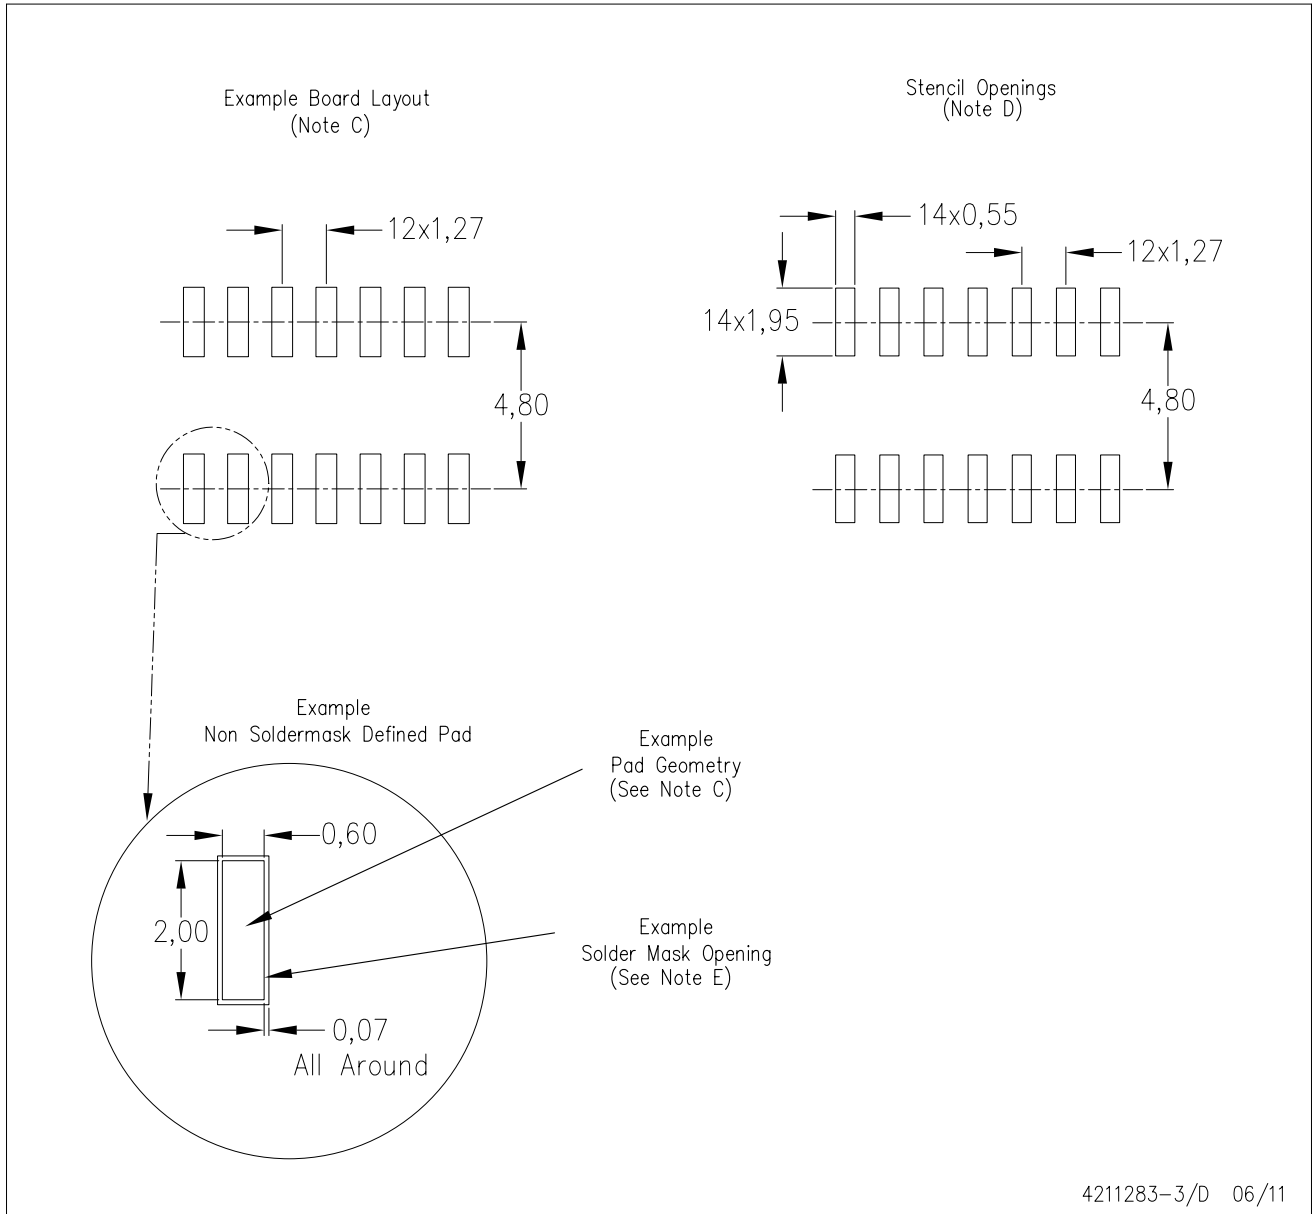 Example Board Layout
(Note C)
Stencil Openings
(Note D)
12x1,27
4,80
14x0,55
12x1,27
14x1,95
4,80
Example
Non Soldermask Defined Pad
0,60
2,00
0,07
All Around
Example
Pad Geometry
(See Note C)
Example
Solder Mask Opening
(See Note E)
4211283-3/D 06/11